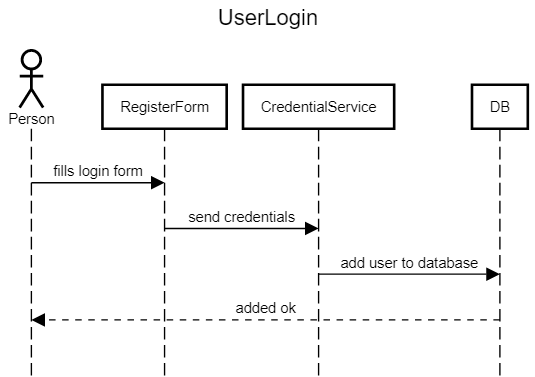 UserLogin
Person
RegisterForm
CredentialService
DB
fills login form
send credentials
add user to database
added ok